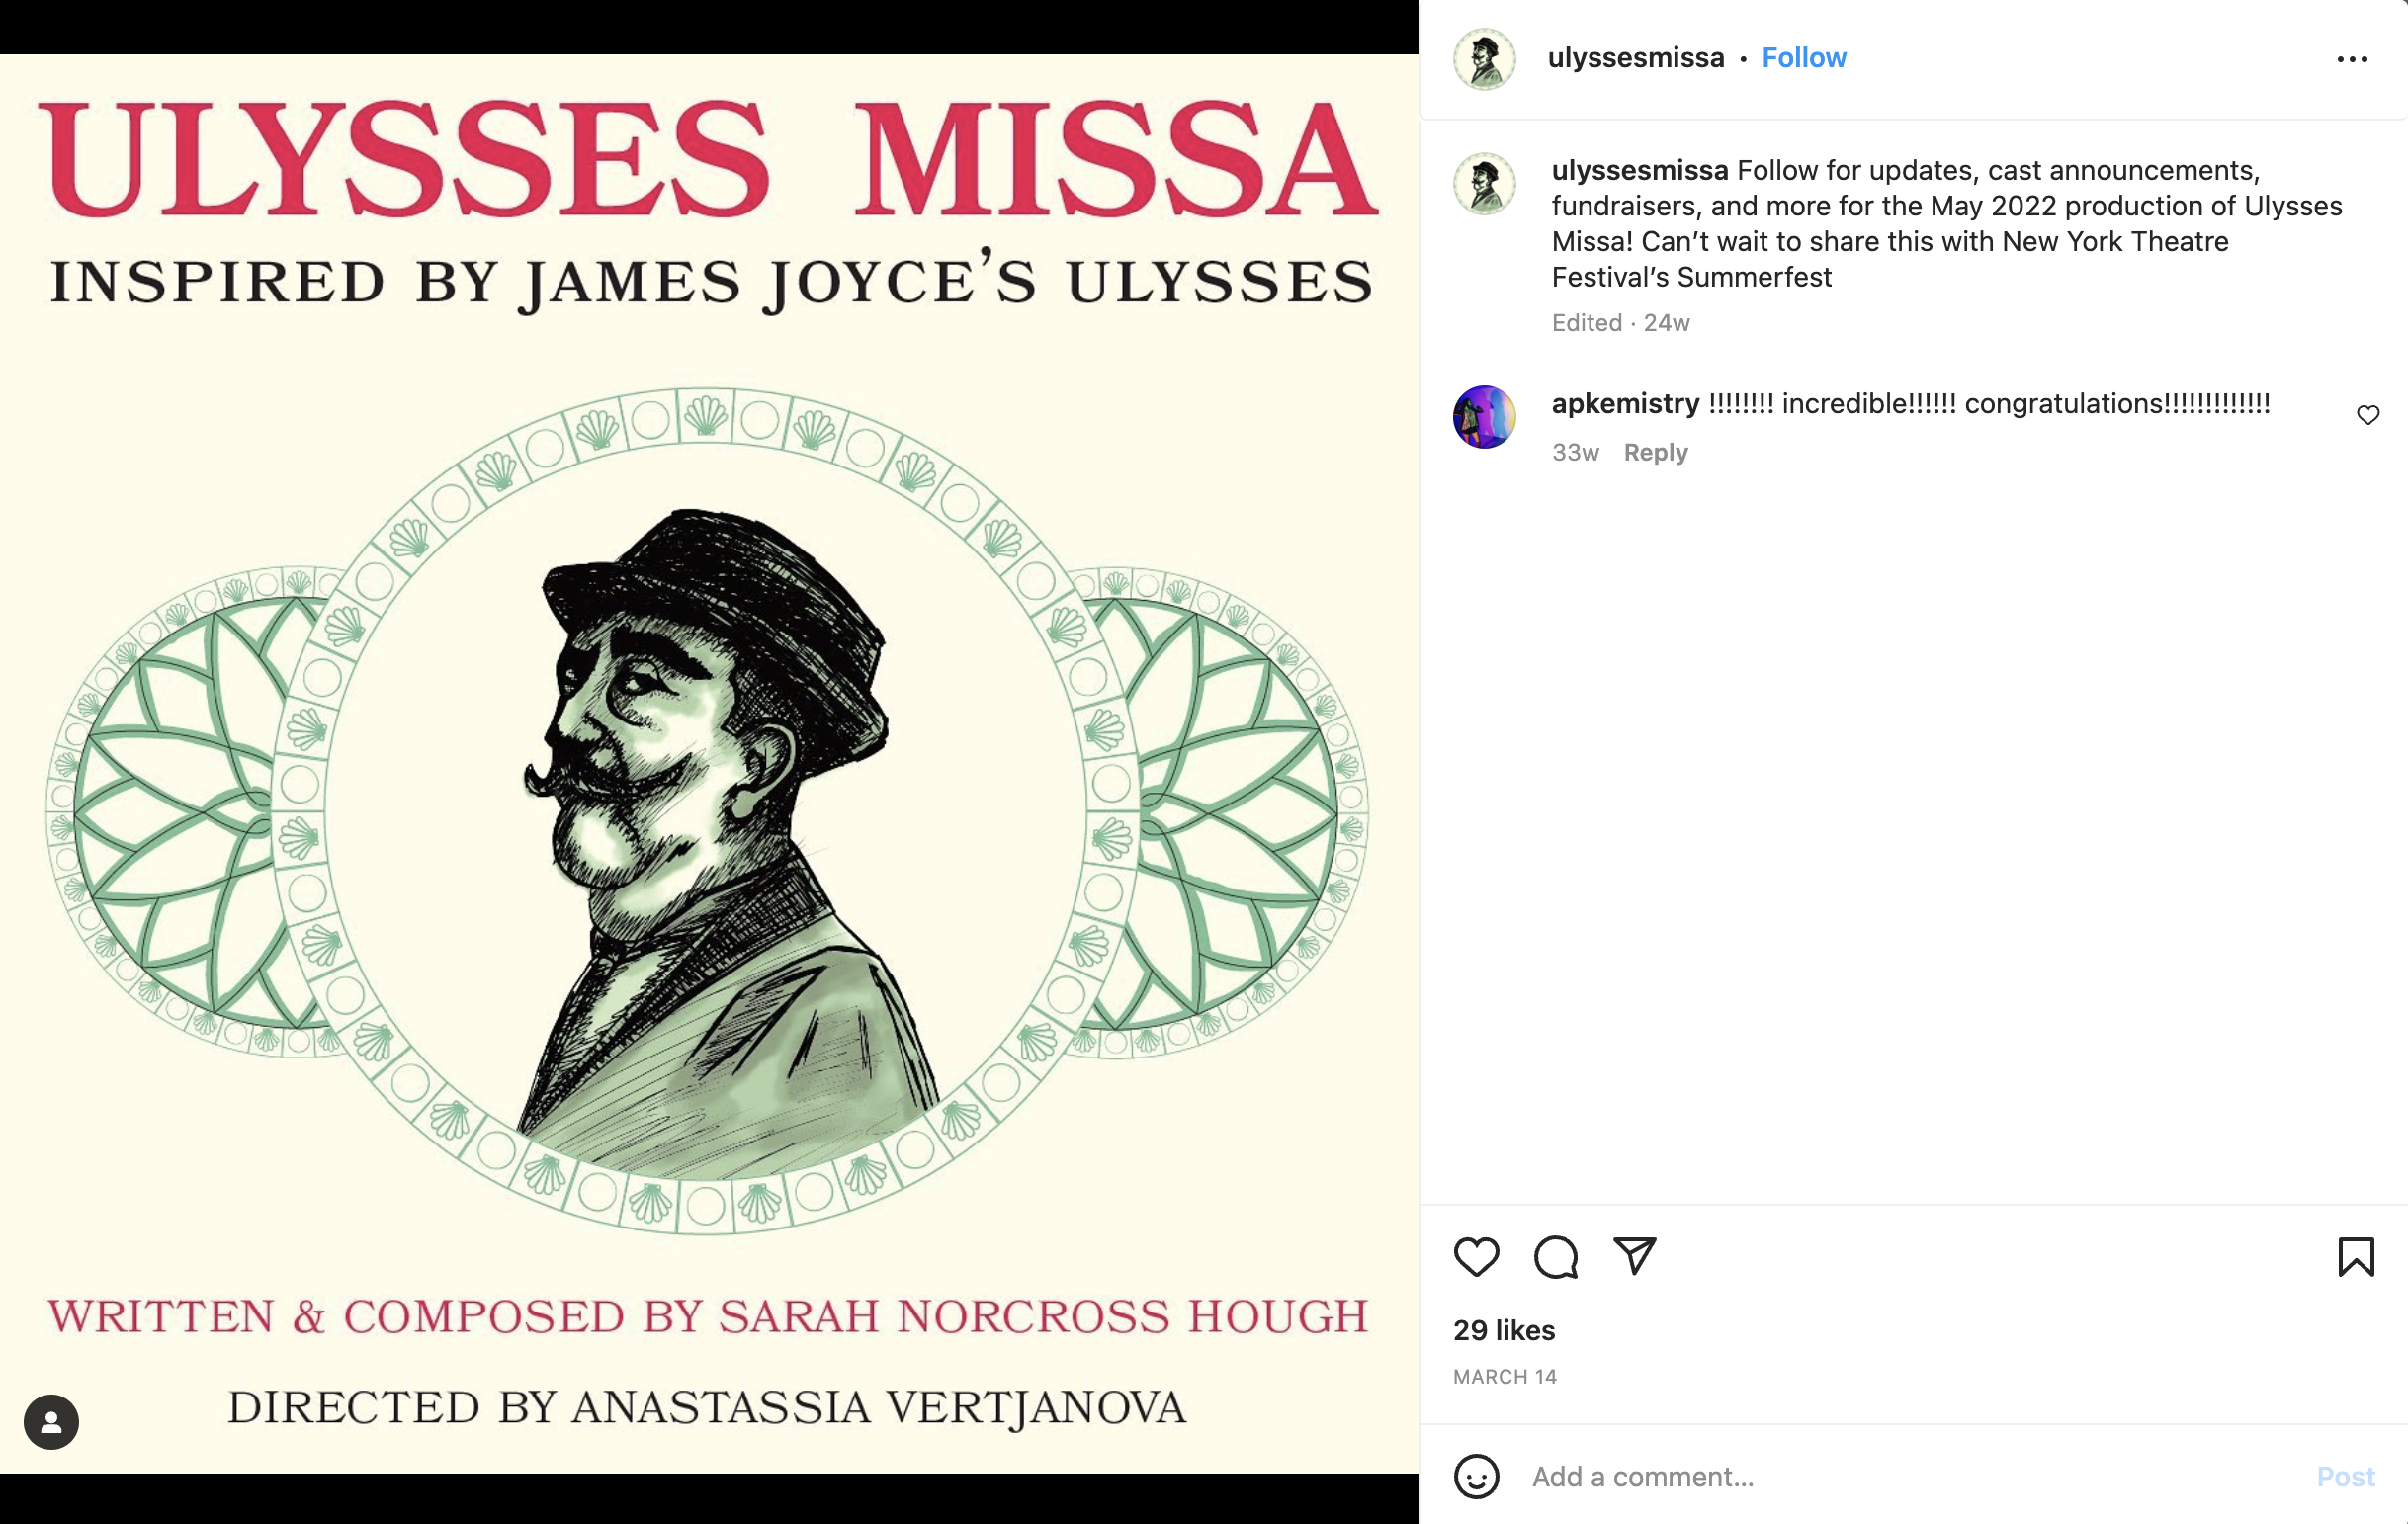 ULYSSES MISSA
INSPIRED BY JAMES JOYCE'S ULYSSES
WRITTEN & COMPOSED BY SARAH NORCROSS HOUGH
DIRECTED BY ANASTASSIA VERTJANOVA
ulyssesmissa • Follow
ulyssesmissa Follow for updates, cast announcements,
fundraisers, and more for the May 2022 production of Ulysses
Missa! Can’t wait to share this with New York Theatre
Festival’s Summerfest
Edited · 24w
apkemistry !!!!!!!! incredible!!!!!! congratulations!!!!!!!!!!!!!
33w Reply
29 likes
MARCH 14
Add a comment...
Post